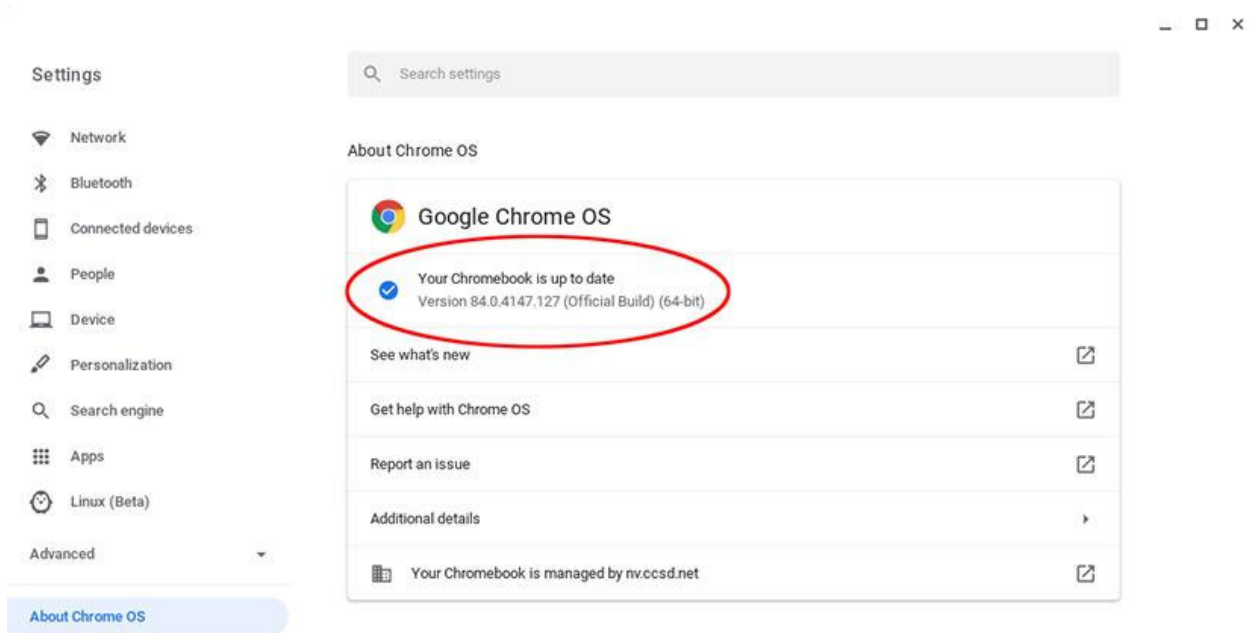 Settings
Search settings
Network
Bluetooth
Connected devices
People
Device
Personalization
Search engine
Apps
Linux (Beta)
Advanced
About Chrome OS
About Chrome OS
Google Chrome OS
Your Chromebook is up to date
Version 84.0.4147.127 (Official Build) (64-bit)
See what's new
Get help with Chrome OS
Report an issue
Additional details
Your Chromebook is managed by nv.ccsd.net